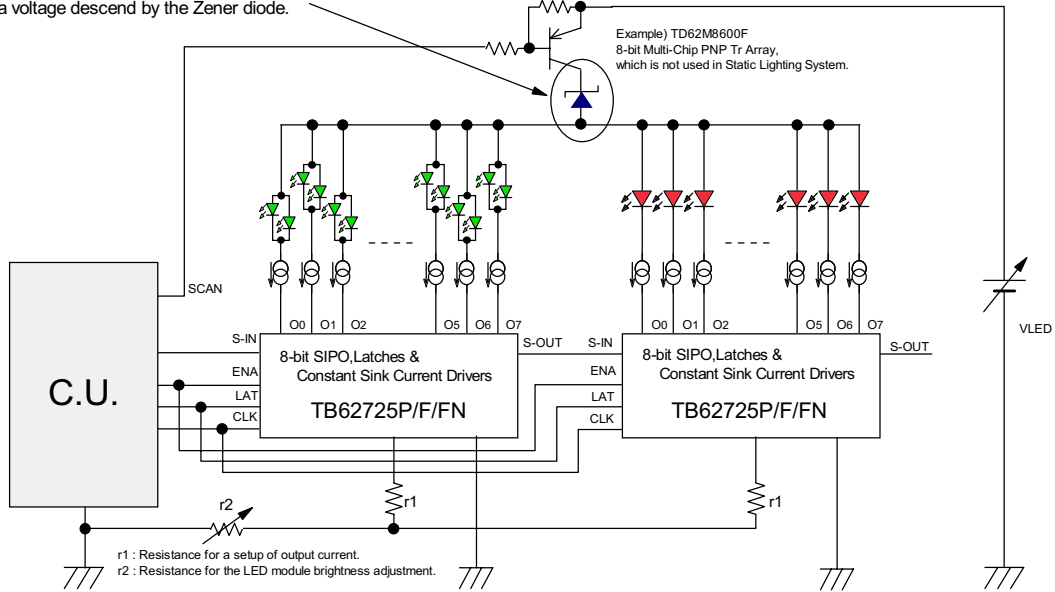 a voltage descend by the Zener diode.
Example) TD62M8600F
8-bit Multi-Chip PNP Tr Array,
which is not used in Static Lighting System.
SCAN
VLED
O0 O1 O2 O5 O6 O7
O0 O1 O2 O5 O6 O7
S-IN
S-OUT
S-IN
S-OUT
8-bit SIPO,Latches &
Constant Sink Current Drivers
TB62725P/F/FN
8-bit SIPO,Latches &
Constant Sink Current Drivers
TB62725P/F/FN
ENA
LAT
CLK
ENA
LAT
CLK
C.U.
r1
r1
r2
r1 : Resistance for a setup of output current.
r2 : Resistance for the LED module brightness adjustment.